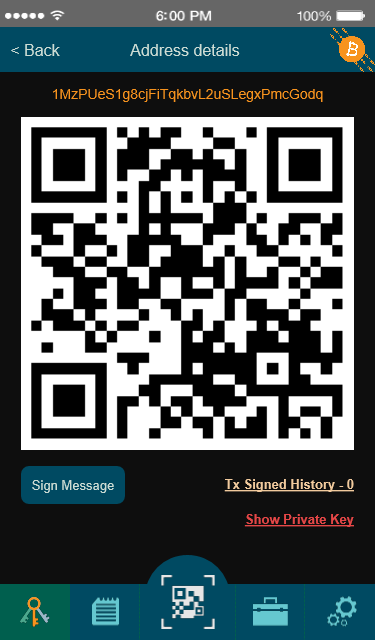 6:00 PM 100%
< Back Address details
1MzPUeS1g8cjFiTqkbvL2uSLegxPmcGodq
Sign Message
Tx Signed History - 0
Show Private Key